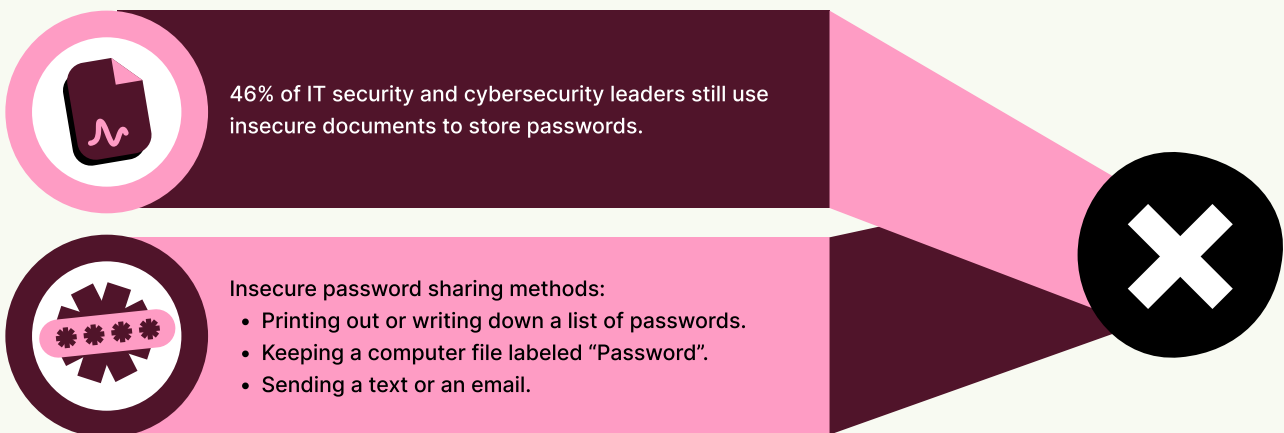 46% of IT security and cybersecurity leaders still use
insecure documents to store passwords.
Insecure password sharing methods:
• Printing out or writing down a list of passwords.
• Keeping a computer file labeled “Password”.
• Sending a text or an email.